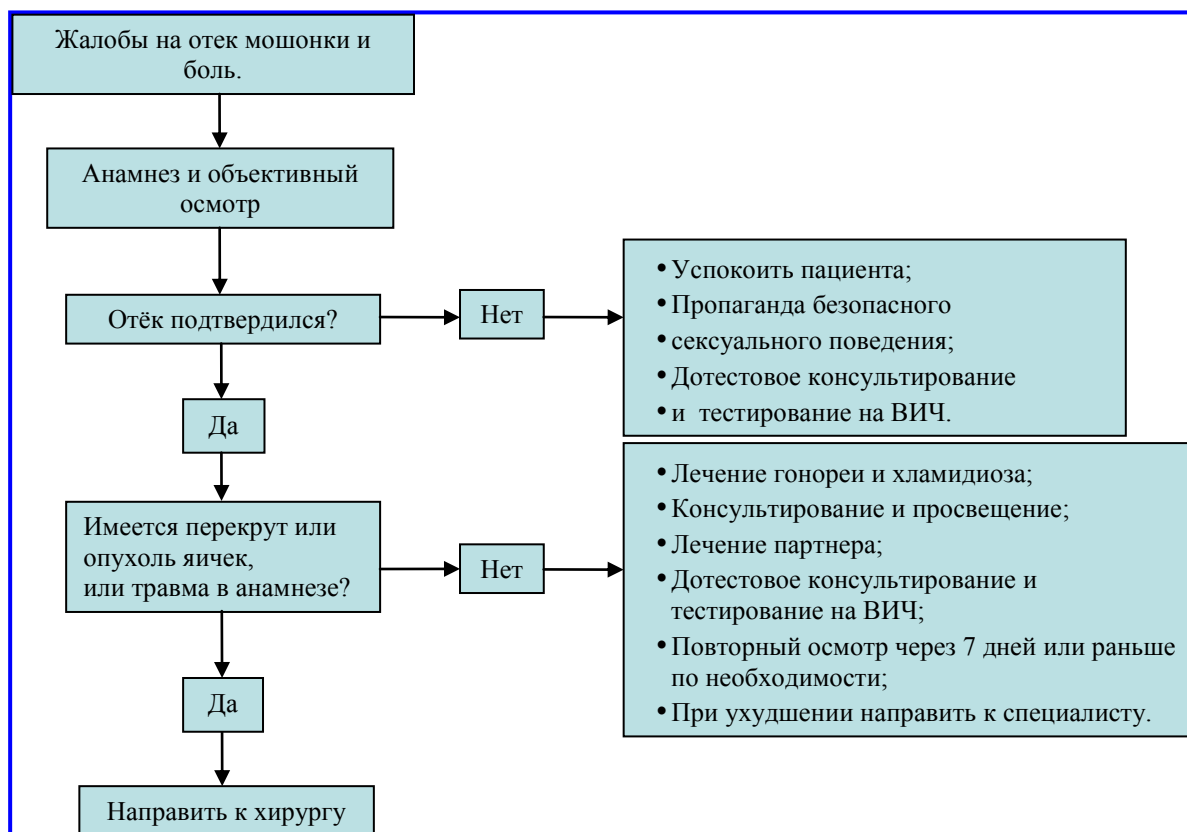 Жалобы на отек мошонки и
боль.
Анамнез и объективный
осмотр
Отёк подтвердился?
Нет
• Успокоить пациента;
• Пропаганда безопасного
• сексуального поведения;
• Дотестовое консультирование
• и тестирование на ВИЧ.
Да
Имеется перекрут или
опухоль яичек,
или травма в анамнезе?
Нет
• Лечение гонореи и хламидиоза;
• Консультирование и просвещение;
• Лечение партнера;
• Дотестовое консультирование и
тестирование на ВИЧ;
• Повторный осмотр через 7 дней или раньше
по необходимости;
• При ухудшении направить к специалисту.
Да
Направить к хирургу